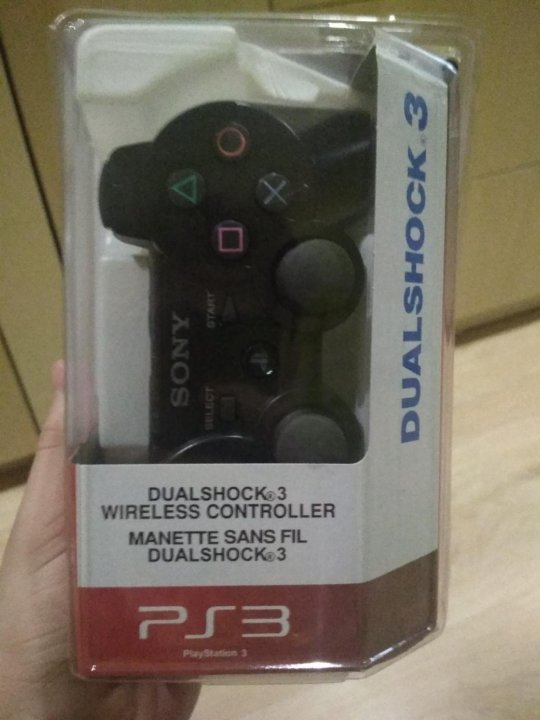 SONY
SELECT
START
DUALSHOCK 3
DUALSHOCK®3
WIRELESS CONTROLLER
MANETTE SANS FIL
DUALSHOCK®3
PS3
PlayStation 3